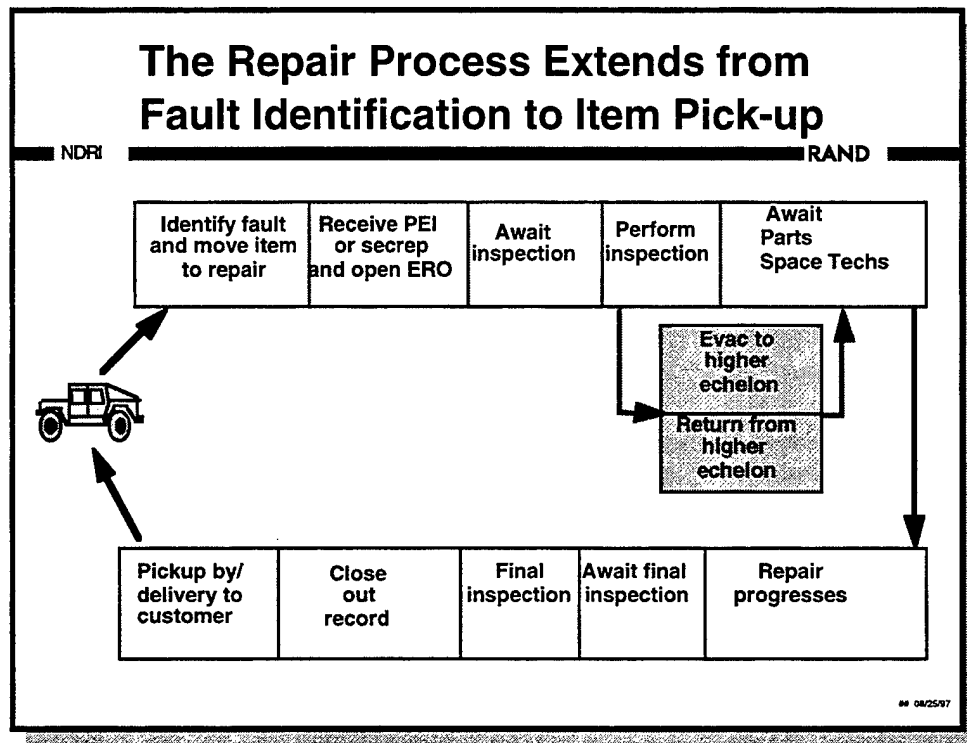 The Repair Process Extends from
Fault Identification to Item Pick-up
NDRI
RAND
Identify fault
and move item
to repair
Receive PEI
or secrep
and open ERO
Await
inspection
Perform
inspection
Await
Parts
Space Techs
Evac to
higher
echelon
Return from
higher
echelon
Pickup by/
delivery to
customer
Close
out
record
Final
inspection
Await final
inspection
Repair
progresses
## 08/25/97